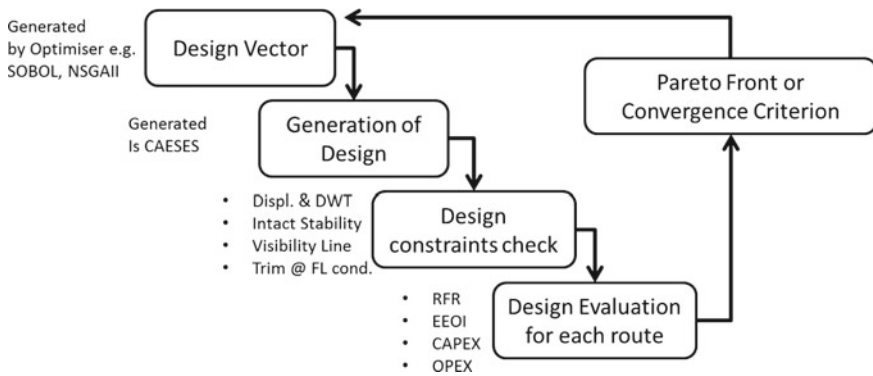 Generated
by Optimiser e.g.
SOBOL, NSGAII
Design Vector
Pareto Front or
Convergence Criterion
Generated
Is CAESES
Generation of
Design
• Displ. & DWT
• Intact Stability
• Visibility Line
• Trim @ FL cond.
Design
constraints check
• RFR
• EEOI
• CAPEX
• OPEX
Design Evaluation
for each route